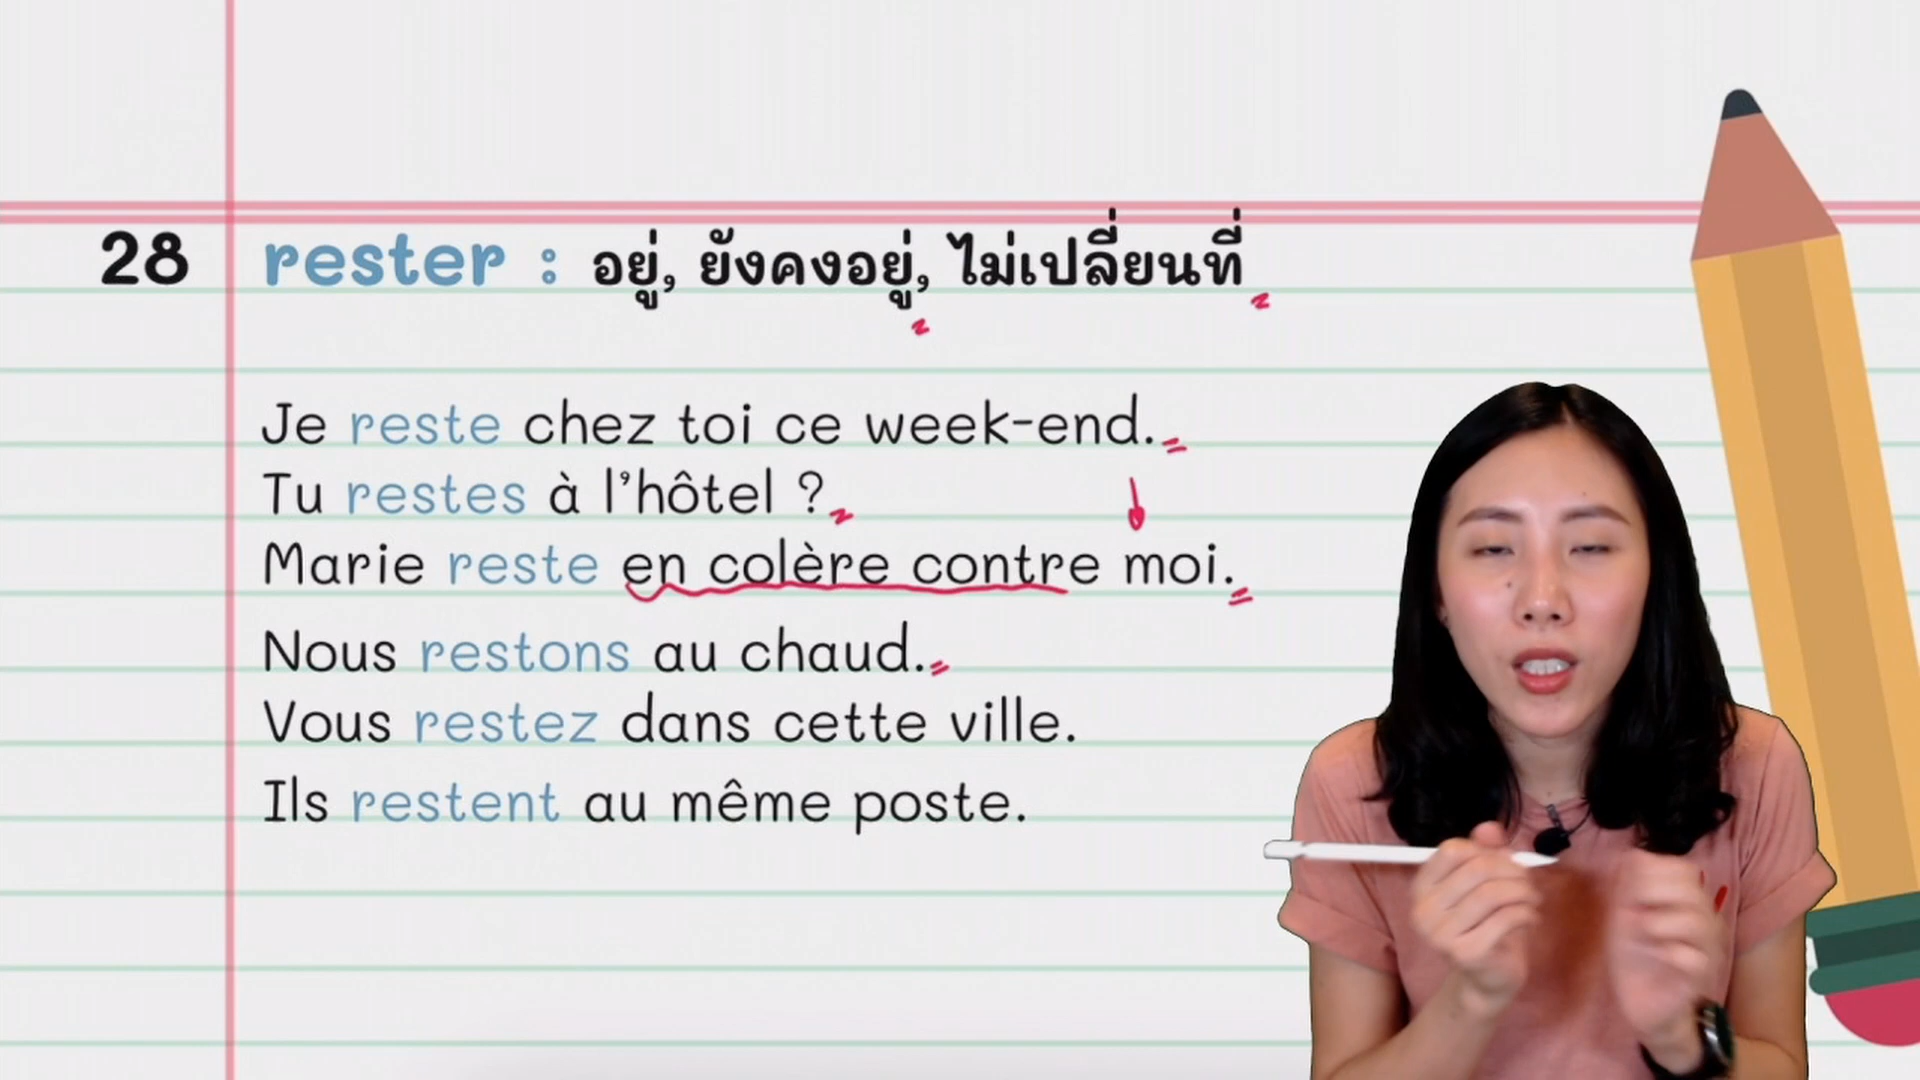 28 rester : อยู่, ยังคงอยู่, ไม่เปลี่ยนที่
Je reste chez toi ce week-end.
Tu restes à l'hôtel ?
Marie reste en colère contre moi.
Nous restons au chaud.
Vous restez dans cette ville.
Ils restent au même poste.